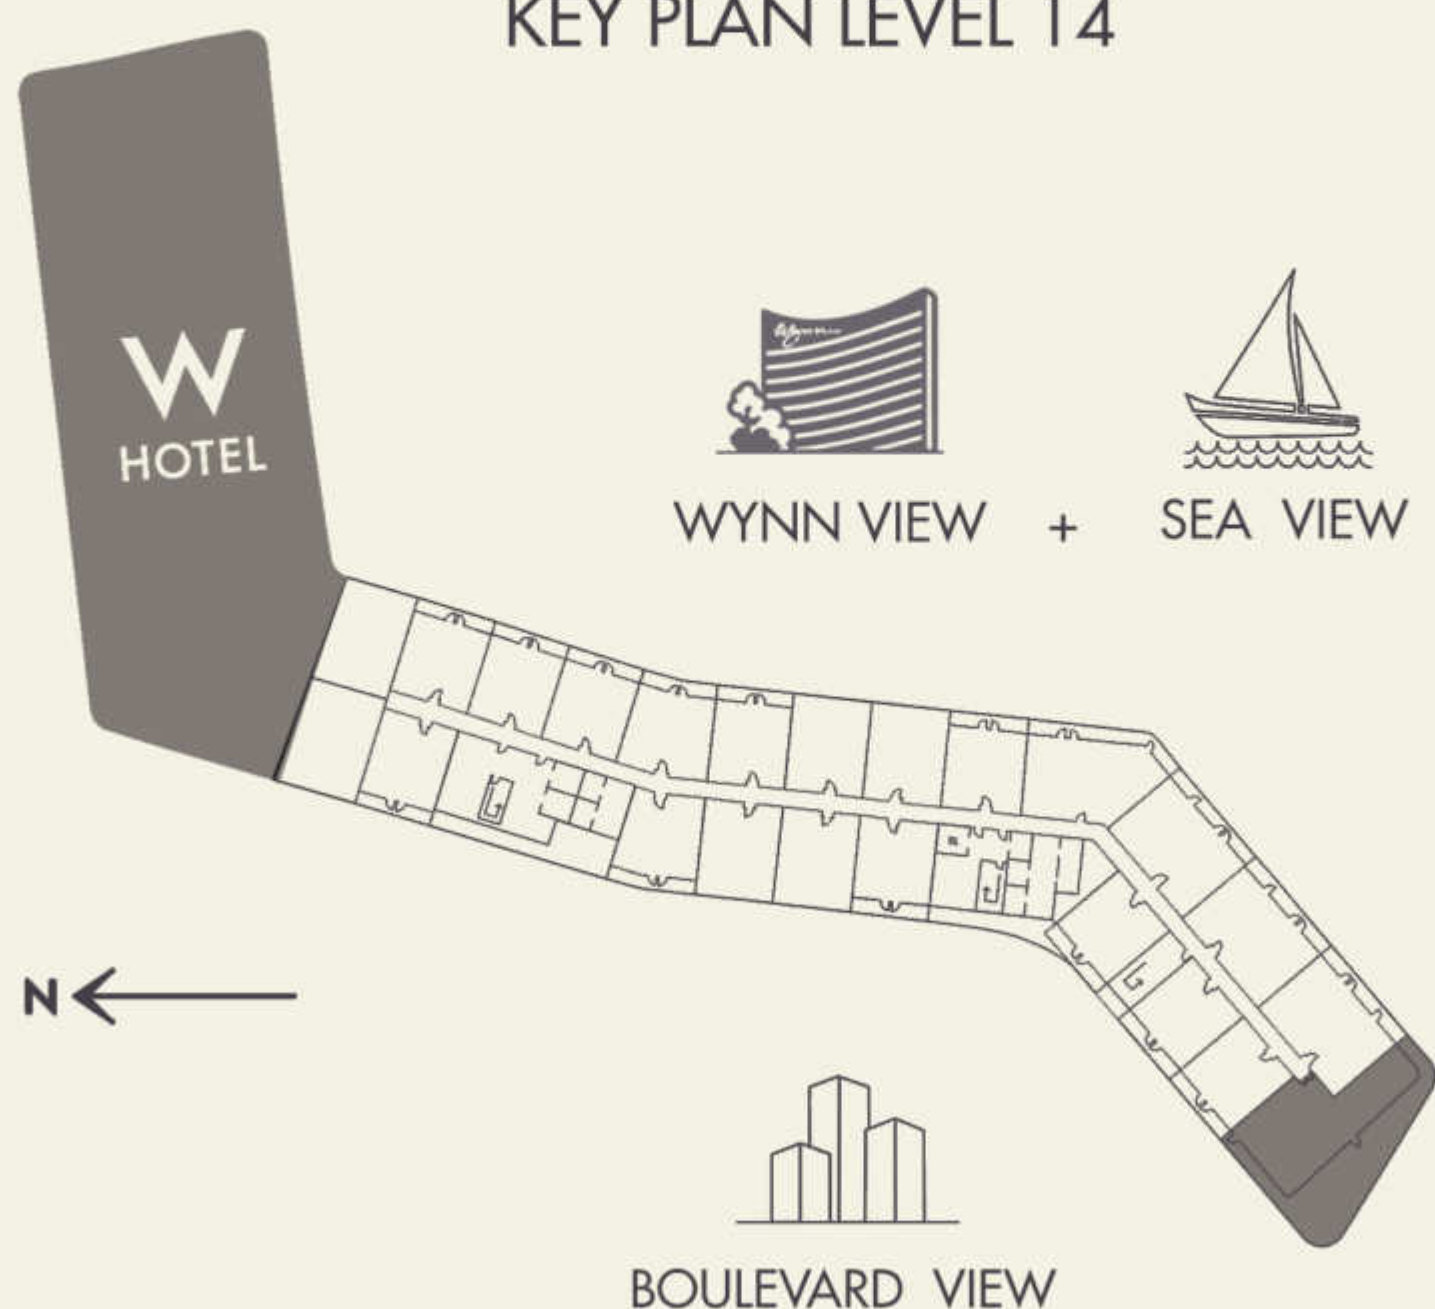 KEY PLAN LEVEL 14
W
HOTEL
WYNN VIEW + SEA VIEW
N
BOULEVARD VIEW